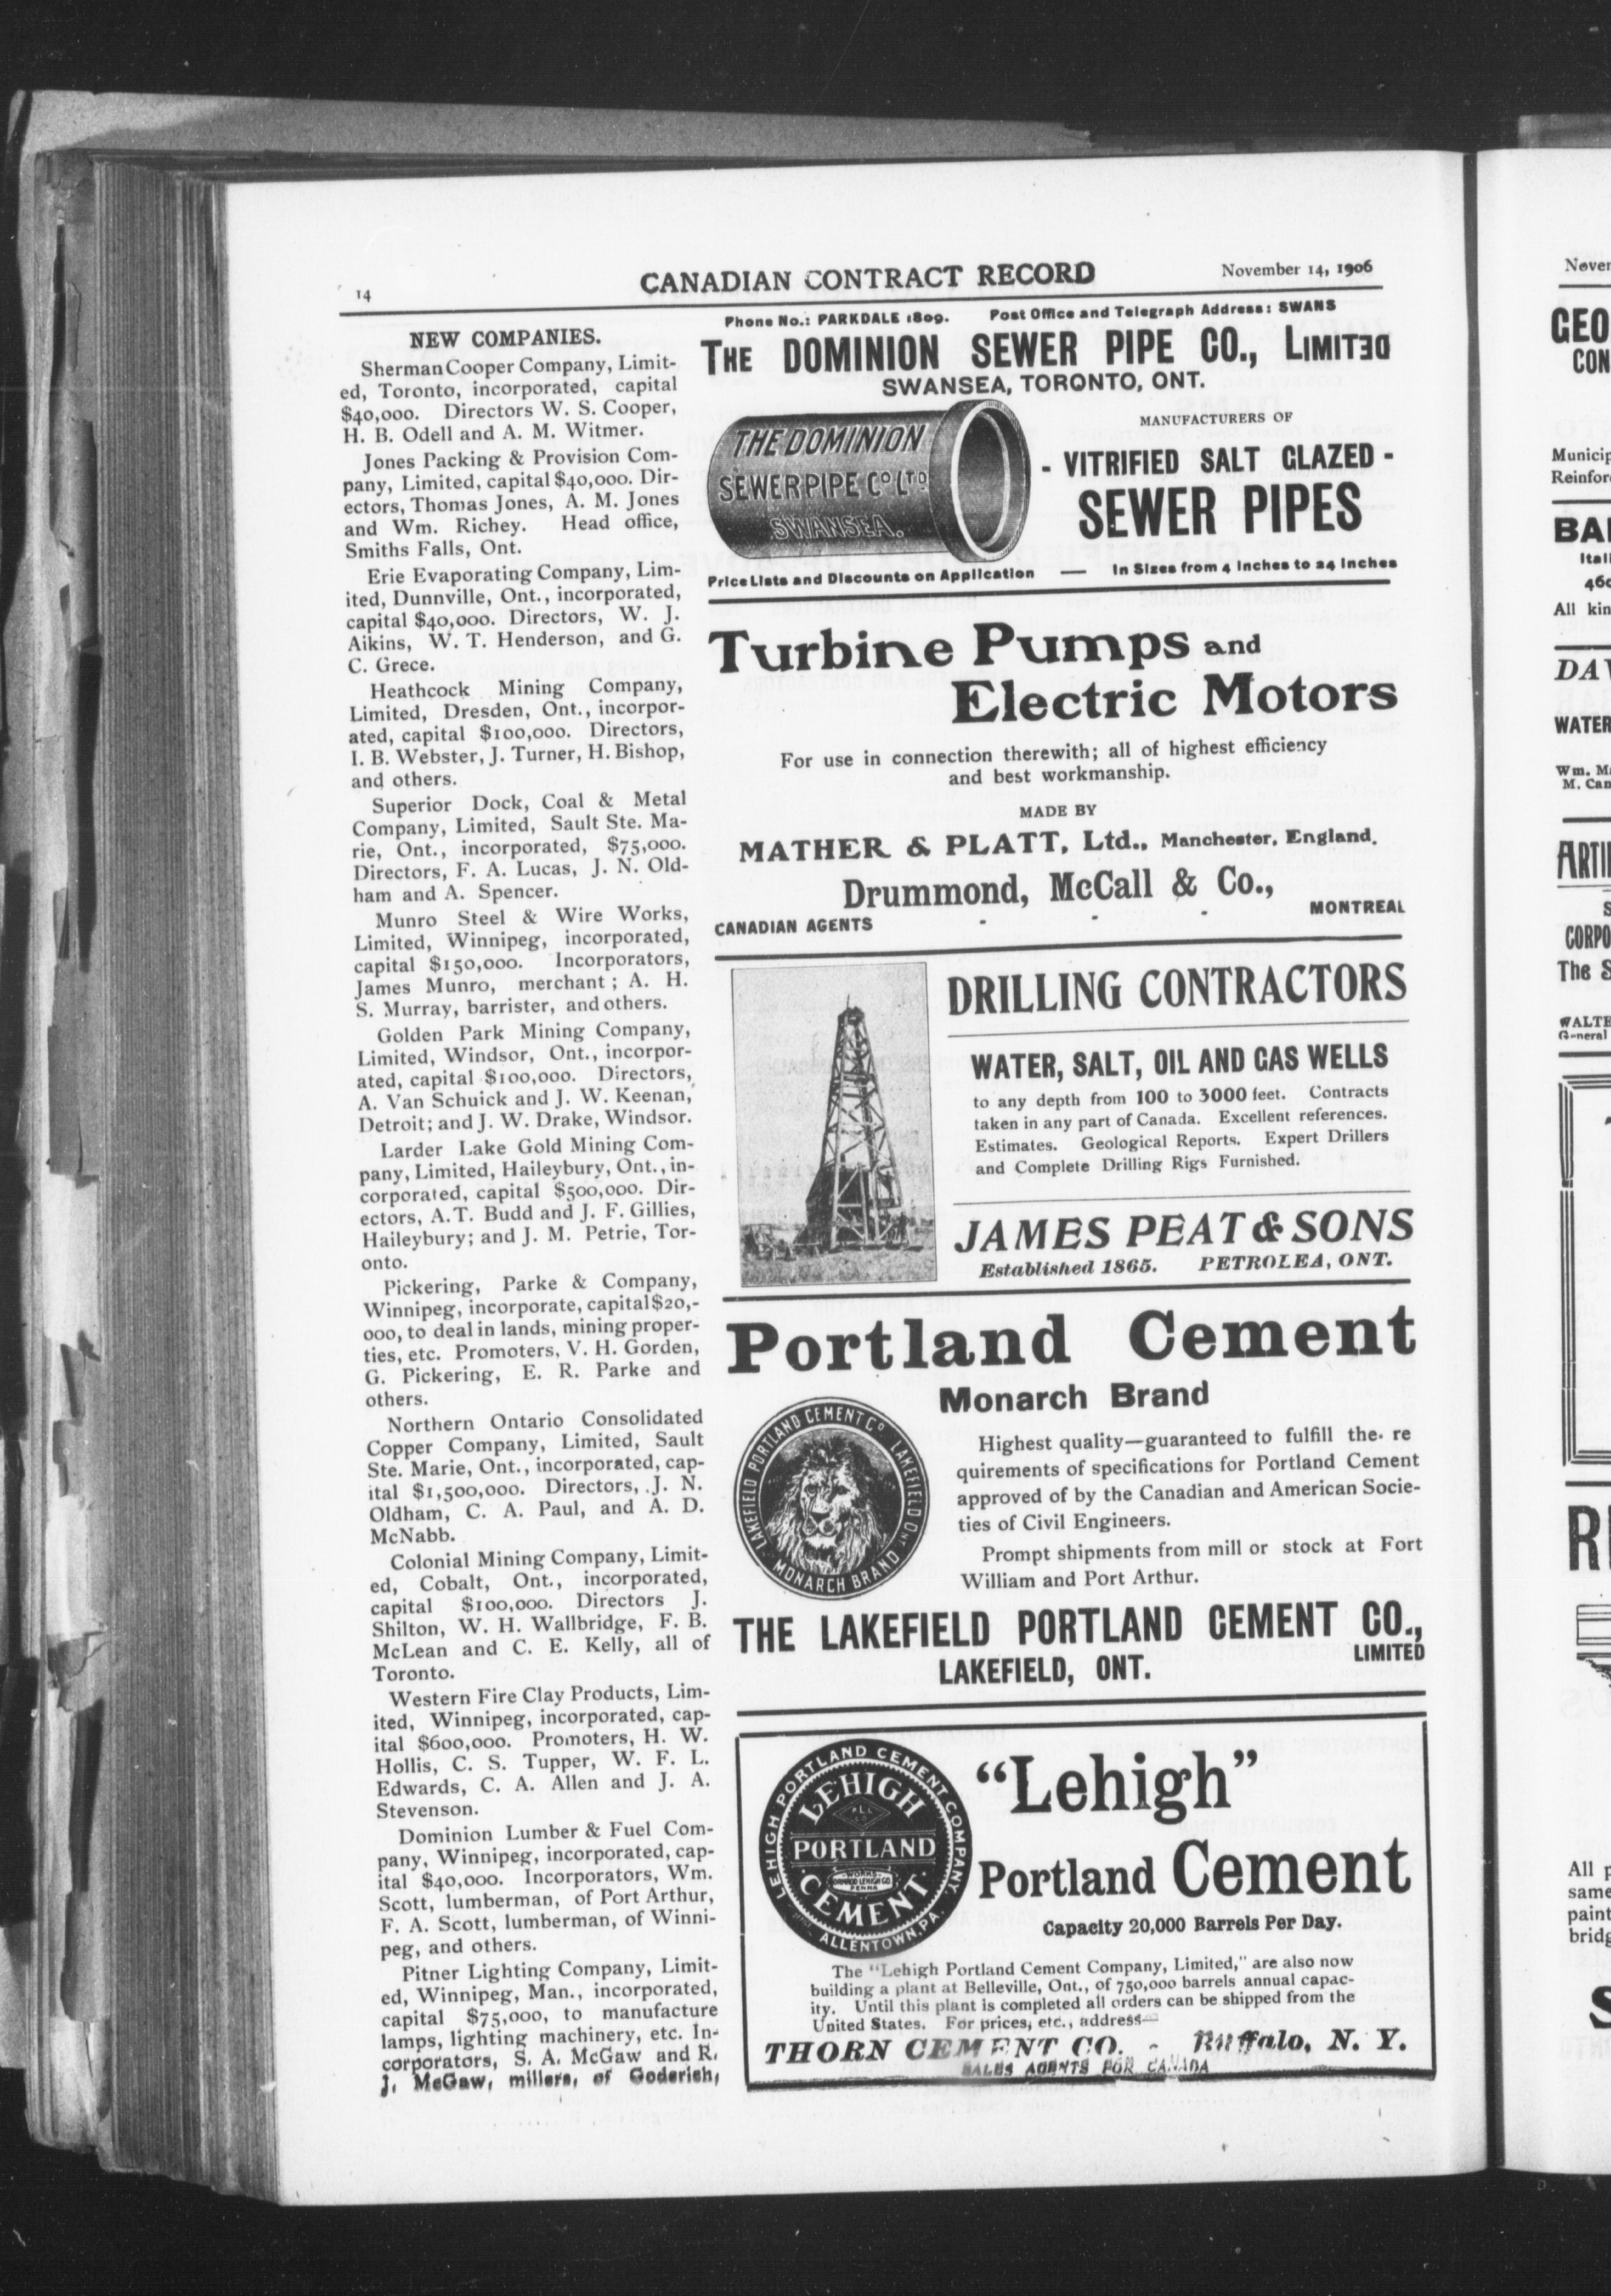 14
CANADIAN CONTRACT RECORD
November 14, 1906
NEW COMPANIES.
Sherman Cooper Company, Limit-
ed, Toronto, incorporated, capital
$40,000. Directors W. S. Cooper,
H. B. Odell and A. M. Witmer.
Jones Packing & Provision Com-
pany, Limited, capital $40,000. Dir-
ectors, Thomas Jones, A. M. Jones
and Wm. Richey. Head office,
Smiths Falls, Ont.
Erie Evaporating Company, Lim-
ited, Dunnville, Ont., incorporated,
capital $40,000. Directors, W. J.
Aikins, W. T. Henderson, and G.
C. Grece.
Heathcock Mining Company,
Limited, Dresden, Ont., incorpor-
ated, capital $100,000. Directors,
I. B. Webster, J. Turner, H. Bishop,
and others.
Superior Dock, Coal & Metal
Company, Limited, Sault Ste. Ma-
rie, Ont., incorporated, $75,000.
Directors, F. A. Lucas, J. N. Old-
ham and A. Spencer.
Munro Steel & Wire Works,
Limited, Winnipeg, incorporated,
capital $150,000. Incorporators,
James Munro, merchant; A. H.
S. Murray, barrister, and others.
Golden Park Mining Company,
Limited, Windsor, Ont., incorpor-
ated, capital $100,000. Directors,
A. Van Schuick and J. W. Keenan,
Detroit; and J. W. Drake, Windsor.
Larder Lake Gold Mining Com-
pany, Limited, Haileybury, Ont., in-
corporated, capital $500,000. Dir-
ectors, A. T. Budd and J. F. Gillies,
Haileybury; and J. M. Petrie, Tor-
onto.
Pickering, Parke & Company,
Winnipeg, incorporate, capital $20,-
000, to deal in lands, mining proper-
ties, etc. Promoters, V. H. Gorden,
G. Pickering, E. R. Parke and
others.
Northern Ontario Consolidated
Copper Company, Limited, Sault
Ste. Marie, Ont., incorporated, cap-
ital $1,500,000. Directors, J. N.
Oldham, C. A. Paul, and A. D.
McNabb.
Colonial Mining Company, Limit-
ed, Cobalt, Ont., incorporated,
capital $100,000. Directors J.
Shilton, W. H. Wallbridge, F. B.
McLean and C. E. Kelly, all of
Toronto.
Western Fire Clay Products, Lim-
ited, Winnipeg, incorporated, cap-
ital $600,000. Promoters, H. W.
Hollis, C. S. Tupper, W. F. L.
Edwards, C. A. Allen and J. A.
Stevenson.
Dominion Lumber & Fuel Com-
pany, Winnipeg, incorporated, cap-
ital $40,000. Incorporators, Wm.
Scott, lumberman, of Port Arthur,
F. A. Scott, lumberman, of Winni-
peg, and others.
Pitner Lighting Company, Limit-
ed, Winnipeg, Man., incorporated,
capital $75,000, to manufacture
lamps, lighting machinery, etc. In-
corporators, S. A. McGaw and R.
J. McGaw, millers, of Goderich,
Phone No.: PARKDALE 1809. Post Office and Telegraph Address: SWANS
THE DOMINION SEWER PIPE CO., LIMITED
SWANSEA, TORONTO, ONT.
THE DOMINION
SEWER PIPE CO LTD
SWANSEA.
MANUFACTURERS OF
- VITRIFIED SALT GLAZED -
SEWER PIPES
Price Lists and Discounts on Application — In Sizes from 4 Inches to 24 Inches
Turbine Pumps and
Electric Motors
For use in connection therewith; all of highest efficiency
and best workmanship.
MADE BY
MATHER & PLATT, Ltd., Manchester, England.
Drummond, McCall & Co.,
CANADIAN AGENTS - - - MONTREAL
DRILLING CONTRACTORS
WATER, SALT, OIL AND GAS WELLS
to any depth from 100 to 3000 feet. Contracts
taken in any part of Canada. Excellent references.
Estimates. Geological Reports. Expert Drillers
and Complete Drilling Rigs Furnished.
JAMES PEAT & SONS
Established 1865. PETROLEA, ONT.
Portland Cement
Monarch Brand
LAKEFIELD PORTLAND CEMENT CO LAKEFIELD ONT
MONARCH BRAND
Highest quality—guaranteed to fulfill the. re
quirements of specifications for Portland Cement
approved of by the Canadian and American Socie-
ties of Civil Engineers.
Prompt shipments from mill or stock at Fort
William and Port Arthur.
THE LAKEFIELD PORTLAND CEMENT CO.,
LIMITED
LAKEFIELD, ONT.
LEHIGH PORTLAND CEMENT COMPANY.
ALLENTOWN, PA.
LEHIGH
PORTLAND
CEMENT.
"Lehigh"
Portland Cement
Capacity 20,000 Barrels Per Day.
The "Lehigh Portland Cement Company, Limited," are also now
building a plant at Belleville, Ont., of 750,000 barrels annual capac-
ity. Until this plant is completed all orders can be shipped from the
United States. For prices, etc., address—
THORN CEMENT CO. - Buffalo, N. Y.
SALES AGENTS FOR CANADA
GEO
CON
Municip
Reinfor
BA
Itali
460
All kin
DAV
WATER
Wm. M
M. Can
ARTI
S
CORPO
The S
WALTE
General
R
All p
same
paint
bridg
S